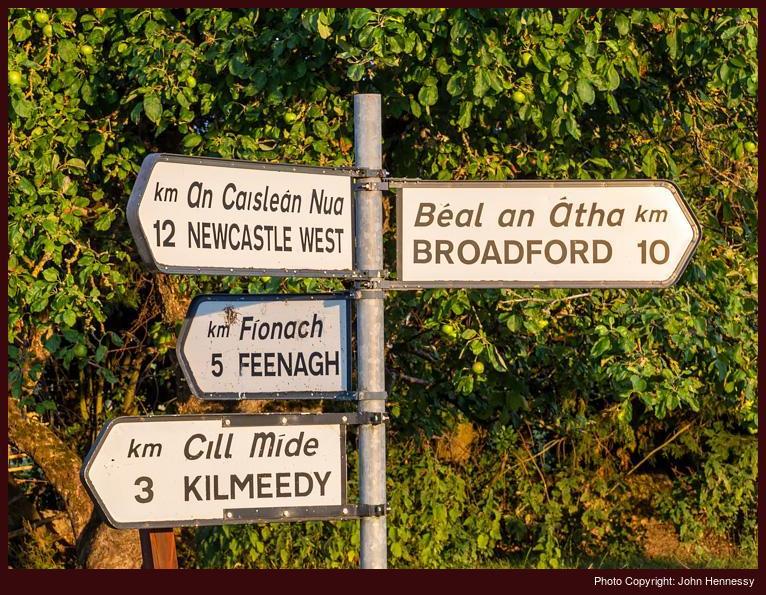 km An Caisleán Nua
12 NEWCASTLE WEST
Béal an Átha km
BROADFORD 10
km Fíonach
5 FEENAGH
km Cill Míde
3 KILMEEDY
Photo Copyright: John Hennessy